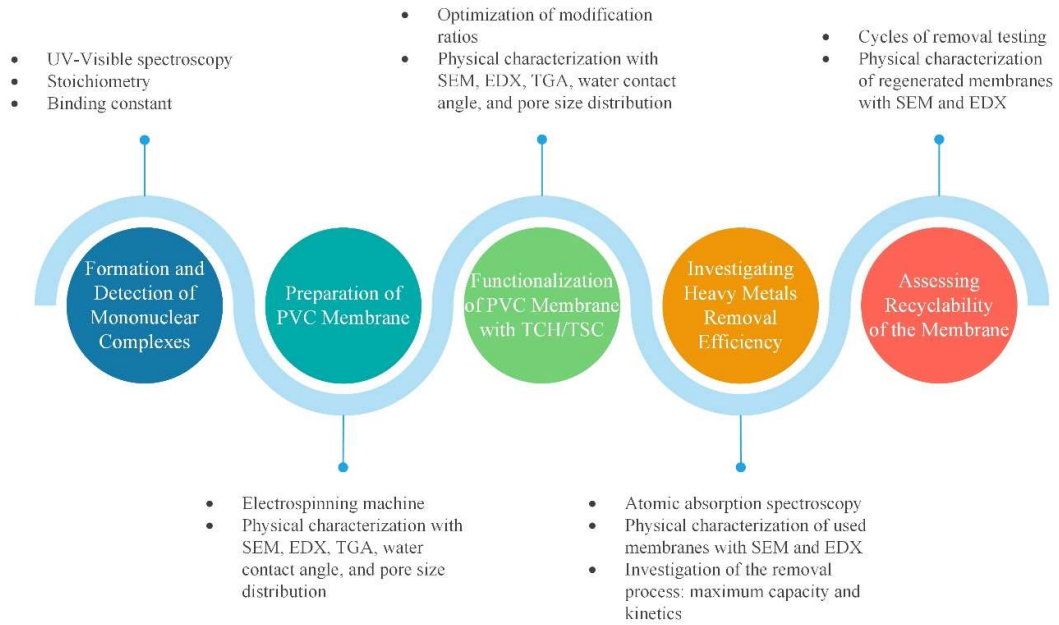 • UV-Visible spectroscopy
• Stoichiometry
• Binding constant
• Optimization of modification
ratios
• Physical characterization with
SEM, EDX, TGA, water contact
angle, and pore size distribution
• Cycles of removal testing
• Physical characterization
of regenerated membranes
with SEM and EDX
Formation and
Detection of
Mononuclear
Complexes
Preparation of
PVC Membrane
Functionalization
of PVC Membrane
with TCH/TSC
Investigating
Heavy Metals
Removal
Efficiency
Assessing
Recyclability
of the Membrane
• Electrospinning machine
• Physical characterization with
SEM, EDX, TGA, water
contact angle, and pore size
distribution
• Atomic absorption spectroscopy
• Physical characterization of used
membranes with SEM and EDX
• Investigation of the removal
process: maximum capacity and
kinetics